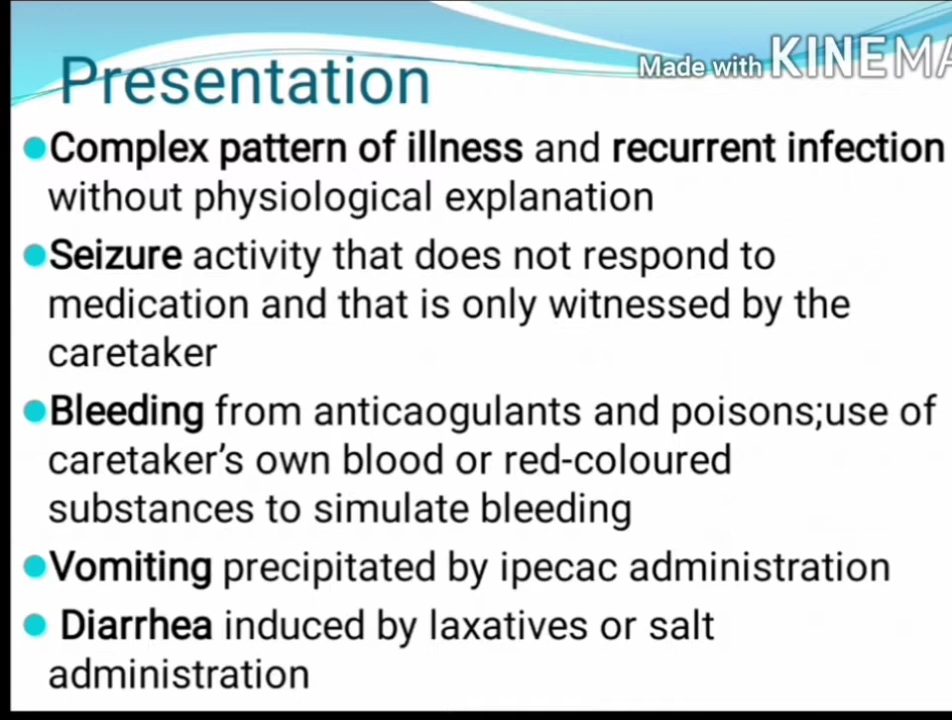 Made with KINEMA
Presentation
Complex pattern of illness and recurrent infection
without physiological explanation
Seizure activity that does not respond to
medication and that is only witnessed by the
caretaker
Bleeding from anticaogulants and poisons;use of
caretaker's own blood or red-coloured
substances to simulate bleeding
Vomiting precipitated by ipecac administration
Diarrhea induced by laxatives or salt
administration